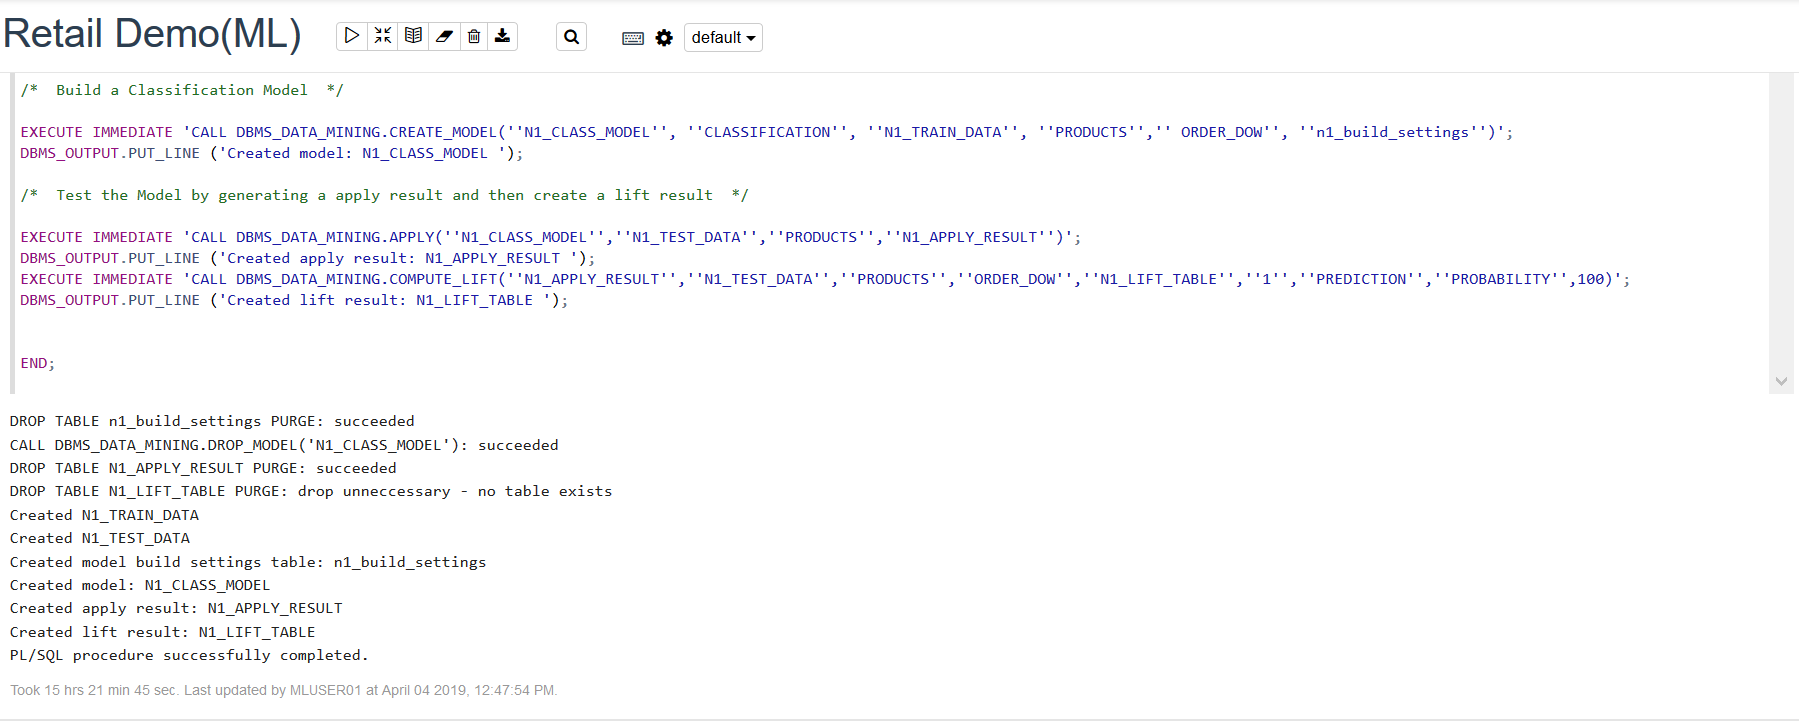 Retail Demo(ML)
default
/*  Build a Classification Model  */
EXECUTE IMMEDIATE 'CALL DBMS_DATA_MINING.CREATE_MODEL(''N1_CLASS_MODEL'', ''CLASSIFICATION'', ''N1_TRAIN_DATA'', ''PRODUCTS'','' ORDER_DOW'', ''n1_build_settings'')';
DBMS_OUTPUT.PUT_LINE ('Created model: N1_CLASS_MODEL ');
/*  Test the Model by generating a apply result and then create a lift result  */
EXECUTE IMMEDIATE 'CALL DBMS_DATA_MINING.APPLY(''N1_CLASS_MODEL'',''N1_TEST_DATA'',''PRODUCTS'',''N1_APPLY_RESULT'')';
DBMS_OUTPUT.PUT_LINE ('Created apply result: N1_APPLY_RESULT ');
EXECUTE IMMEDIATE 'CALL DBMS_DATA_MINING.COMPUTE_LIFT(''N1_APPLY_RESULT'',''N1_TEST_DATA'',''PRODUCTS'',''ORDER_DOW'',''N1_LIFT_TABLE'',''1'',''PREDICTION'',''PROBABILITY'',100)';
DBMS_OUTPUT.PUT_LINE ('Created lift result: N1_LIFT_TABLE ');
END;
DROP TABLE n1_build_settings PURGE: succeeded
CALL DBMS_DATA_MINING.DROP_MODEL('N1_CLASS_MODEL'): succeeded
DROP TABLE N1_APPLY_RESULT PURGE: succeeded
DROP TABLE N1_LIFT_TABLE PURGE: drop unneccessary - no table exists
Created N1_TRAIN_DATA
Created N1_TEST_DATA
Created model build settings table: n1_build_settings
Created model: N1_CLASS_MODEL
Created apply result: N1_APPLY_RESULT
Created lift result: N1_LIFT_TABLE
PL/SQL procedure successfully completed.
Took 15 hrs 21 min 45 sec. Last updated by MLUSER01 at April 04 2019, 12:47:54 PM.